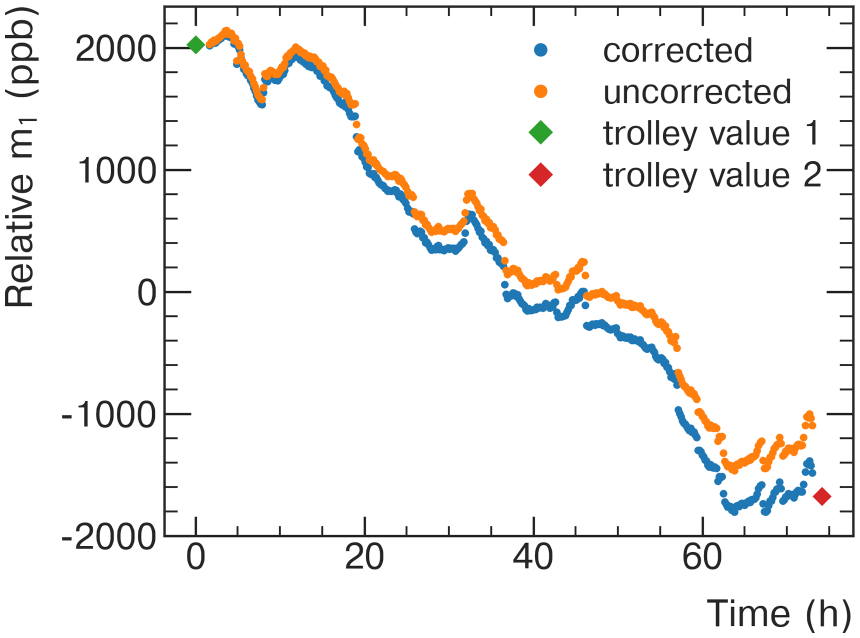 Relative m₁ (ppb)
2000
1000
0
-1000
-2000
corrected
uncorrected
trolley value 1
trolley value 2
0 20 40 60
Time (h)